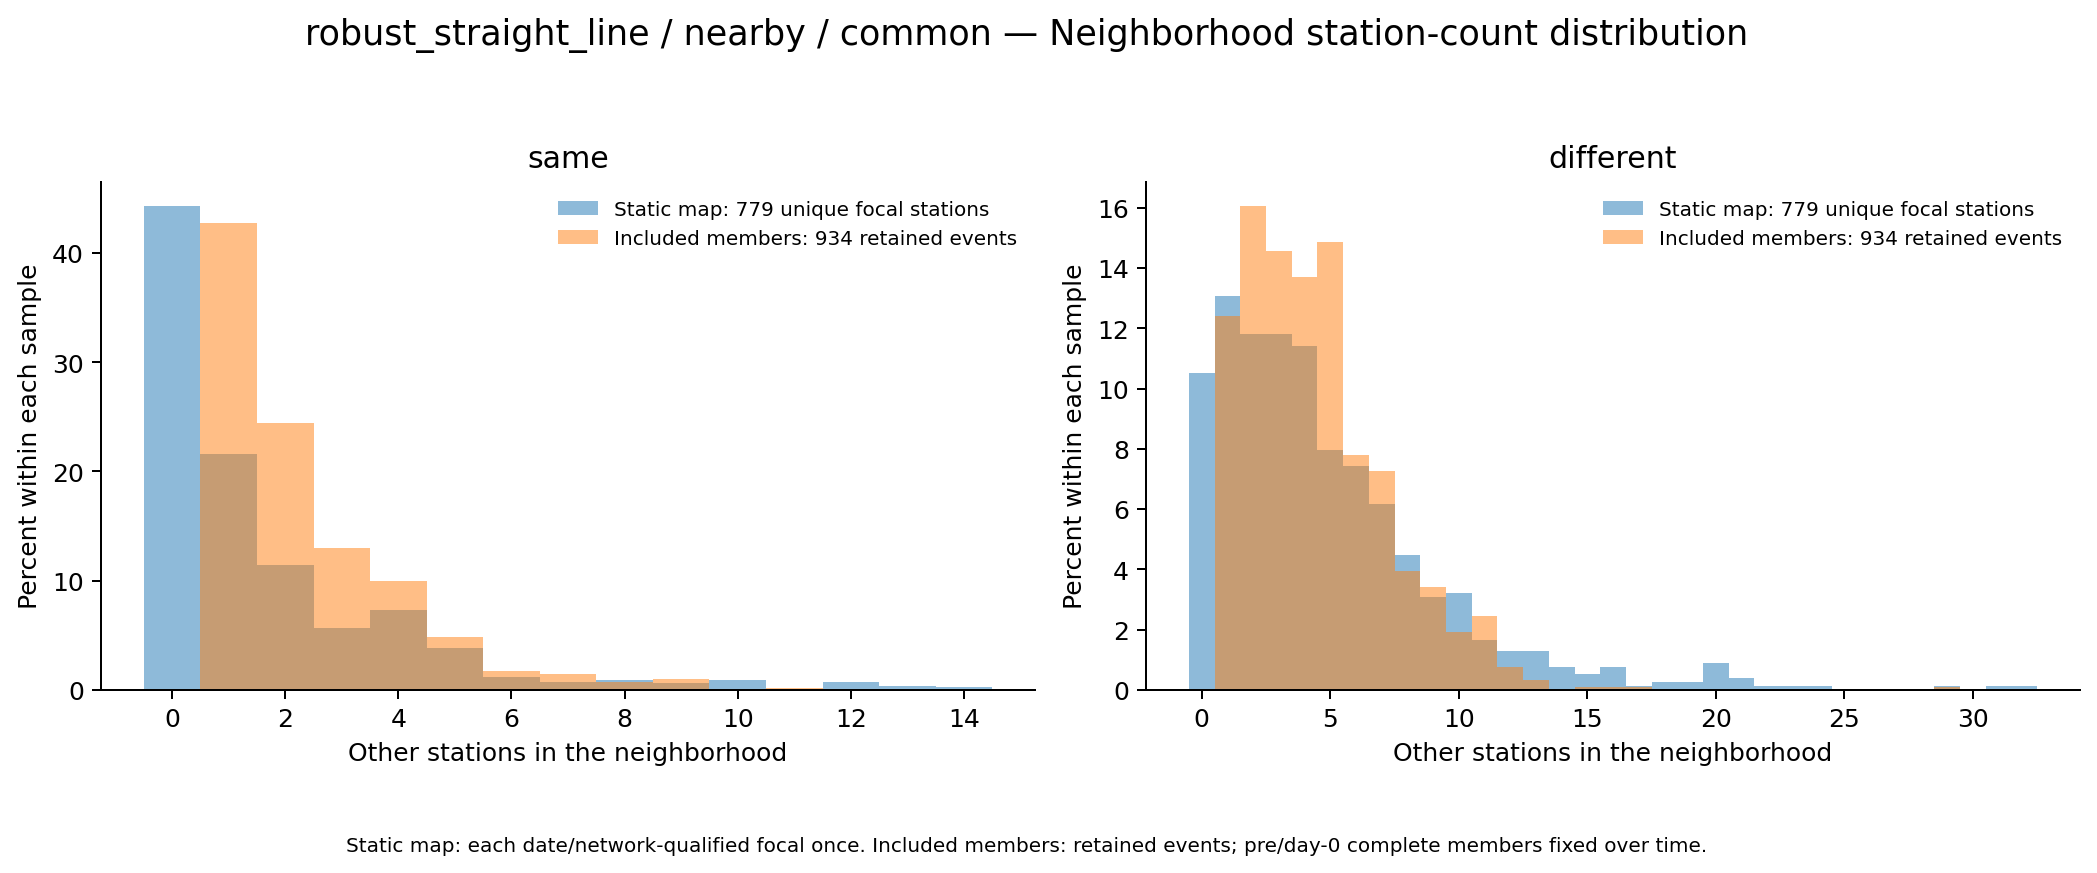 robust_straight_line / nearby / common — Neighborhood station-count distribution
same
Static map: 779 unique focal stations
Included members: 934 retained events
Percent within each sample
40
30
20
10
0
0 2 4 6 8 10 12 14
Other stations in the neighborhood
different
Static map: 779 unique focal stations
Included members: 934 retained events
Percent within each sample
16
14
12
10
8
6
4
2
0
0 5 10 15 20 25 30
Other stations in the neighborhood
Static map: each date/network-qualified focal once. Included members: retained events; pre/day-0 complete members fixed over time.